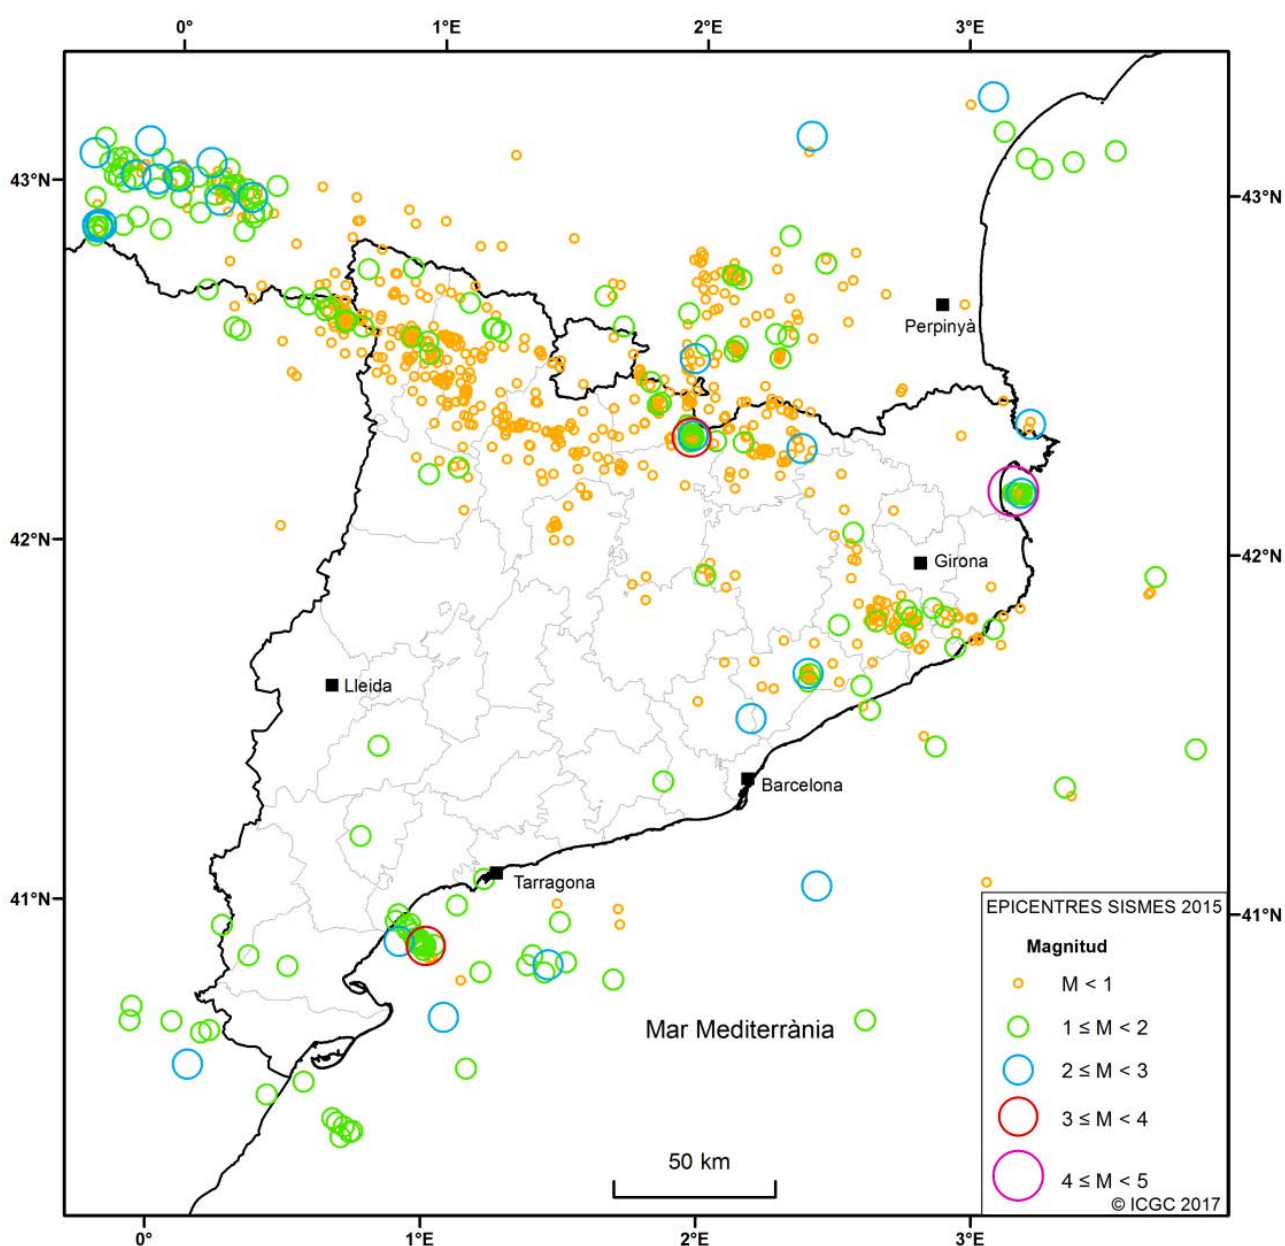 0° 1°E 2°E 3°E
43°N 43°N
Perpinyà
42°N 42°N
Girona
Lleida
Barcelona
Tarragona
41°N 41°N
EPICENTRES SISMES 2015
Magnitud
M < 1
1 ≤ M < 2
2 ≤ M < 3
3 ≤ M < 4
4 ≤ M < 5
© ICGC 2017
Mar Mediterrània
50 km
0° 1°E 2°E 3°E